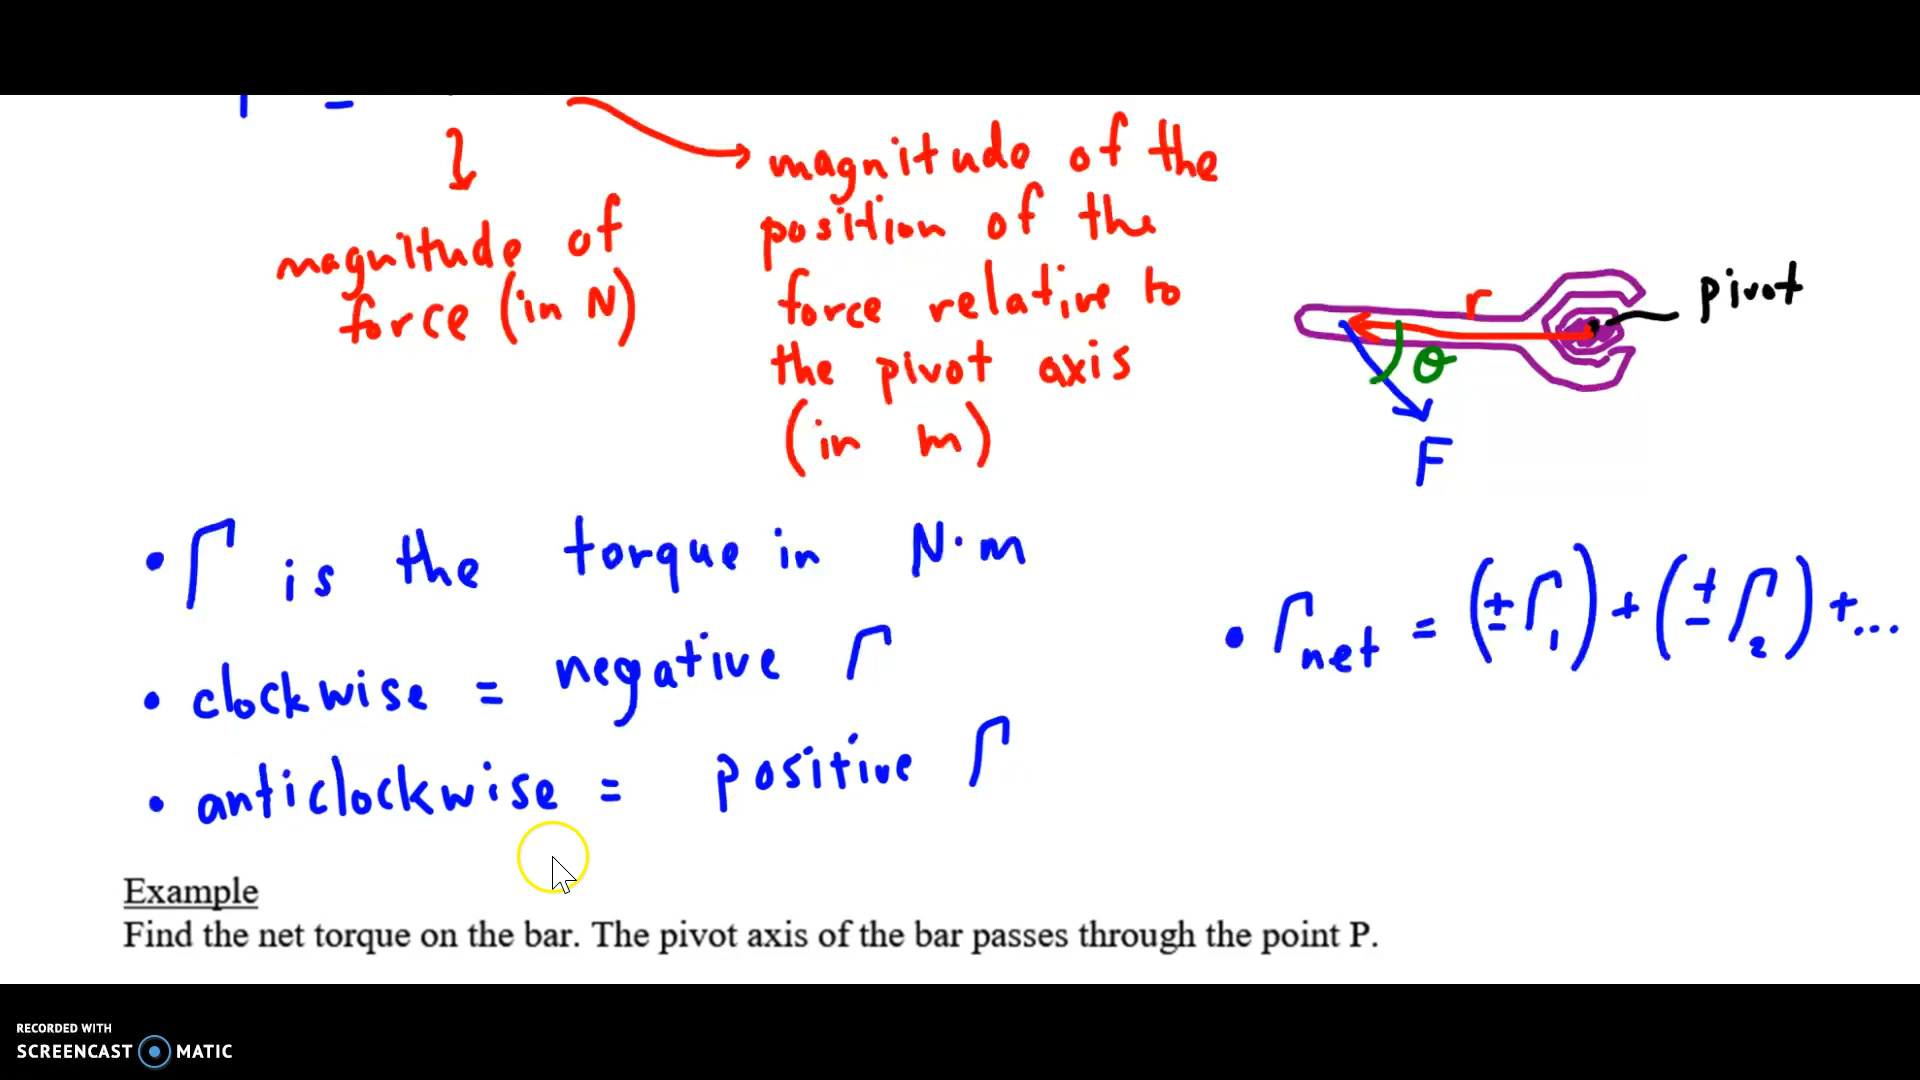 magnitude of
force (in N)
magnitude of the
position of the
force relative to
the pivot axis
(in m)
r
pivot
θ
F
• Γ is the torque in N·m
• clockwise = negative Γ
• anticlockwise = positive Γ
• Γnet = (±Γ1) + (±Γ2) + ...
Example
Find the net torque on the bar. The pivot axis of the bar passes through the point P.
RECORDED WITH
SCREENCAST MATIC